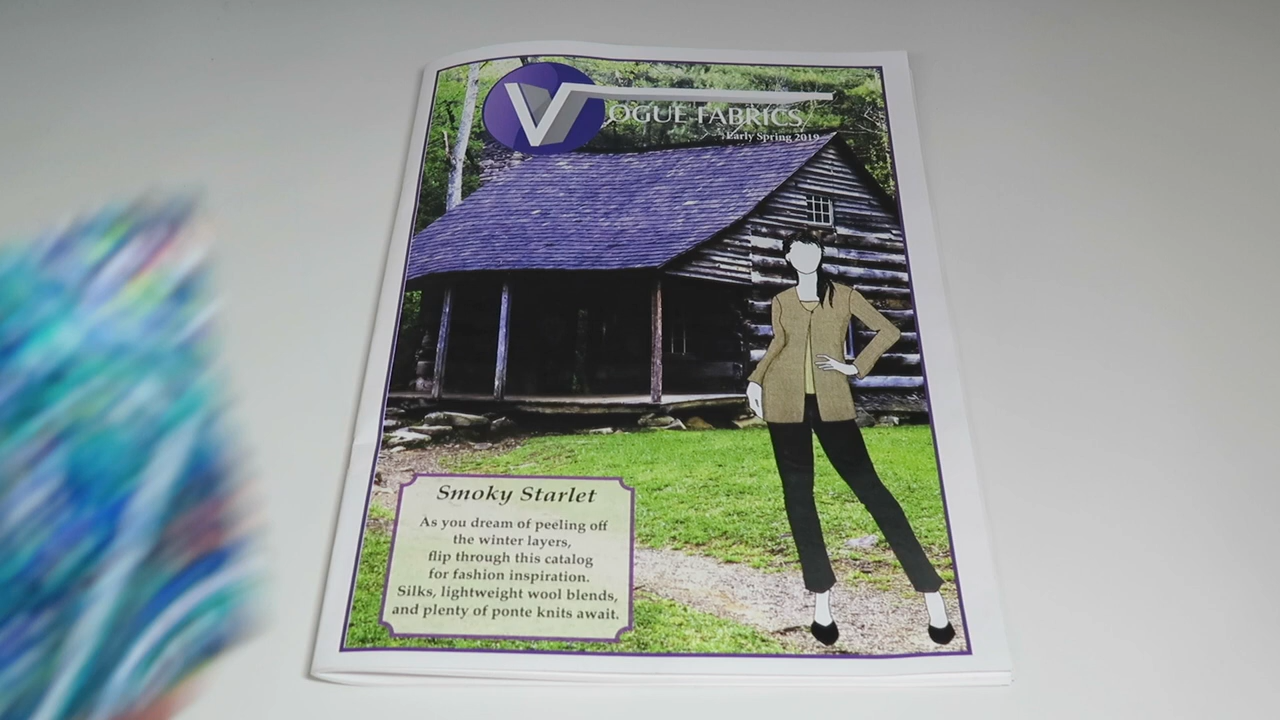 VOGUE FABRICS
Early Spring 2019
Smoky Starlet
As you dream of peeling off
the winter layers,
flip through this catalog
for fashion inspiration.
Silks, lightweight wool blends,
and plenty of ponte knits await.